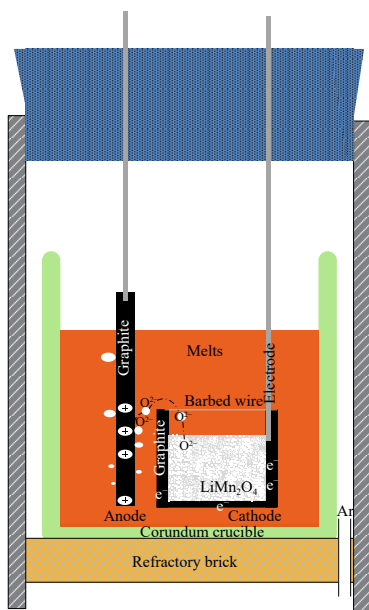 Graphite
Melts
Electrode
Barbed wire
O²⁻
O²⁻
O²⁻
O²⁻
Graphite
+
+
+
+
e⁻
e⁻
e⁻
e⁻
LiMn₂O₄
Anode
Cathode
Ar
Corundum crucible
Refractory brick